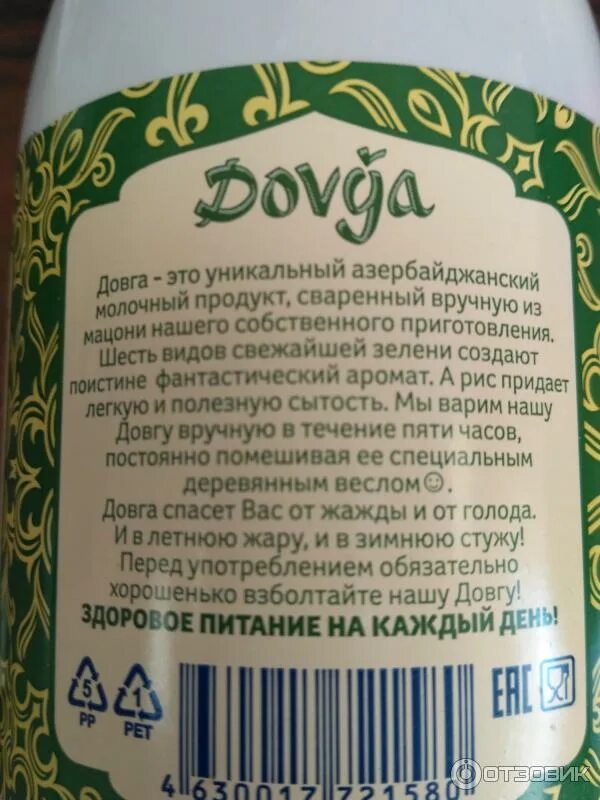 Dovğa
Довга - это уникальный азербайджанский
молочный продукт, сваренный вручную из
мацони нашего собственного приготовления.
Шесть видов свежайшей зелени создают
поистине фантастический аромат. А рис придает
легкую и полезную сытость. Мы варим нашу
Довгу вручную в течение пяти часов,
постоянно помешивая ее специальным
деревянным веслом☺.
Довга спасет Вас от жажды и от голода.
И в летнюю жару, и в зимнюю стужу!
Перед употреблением обязательно
хорошенько взболтайте нашу Довгу!
ЗДОРОВОЕ ПИТАНИЕ НА КАЖДЫЙ ДЕНЬ!
5 1 EAC
PP PET
4 630017 721580
ОТЗОВИК